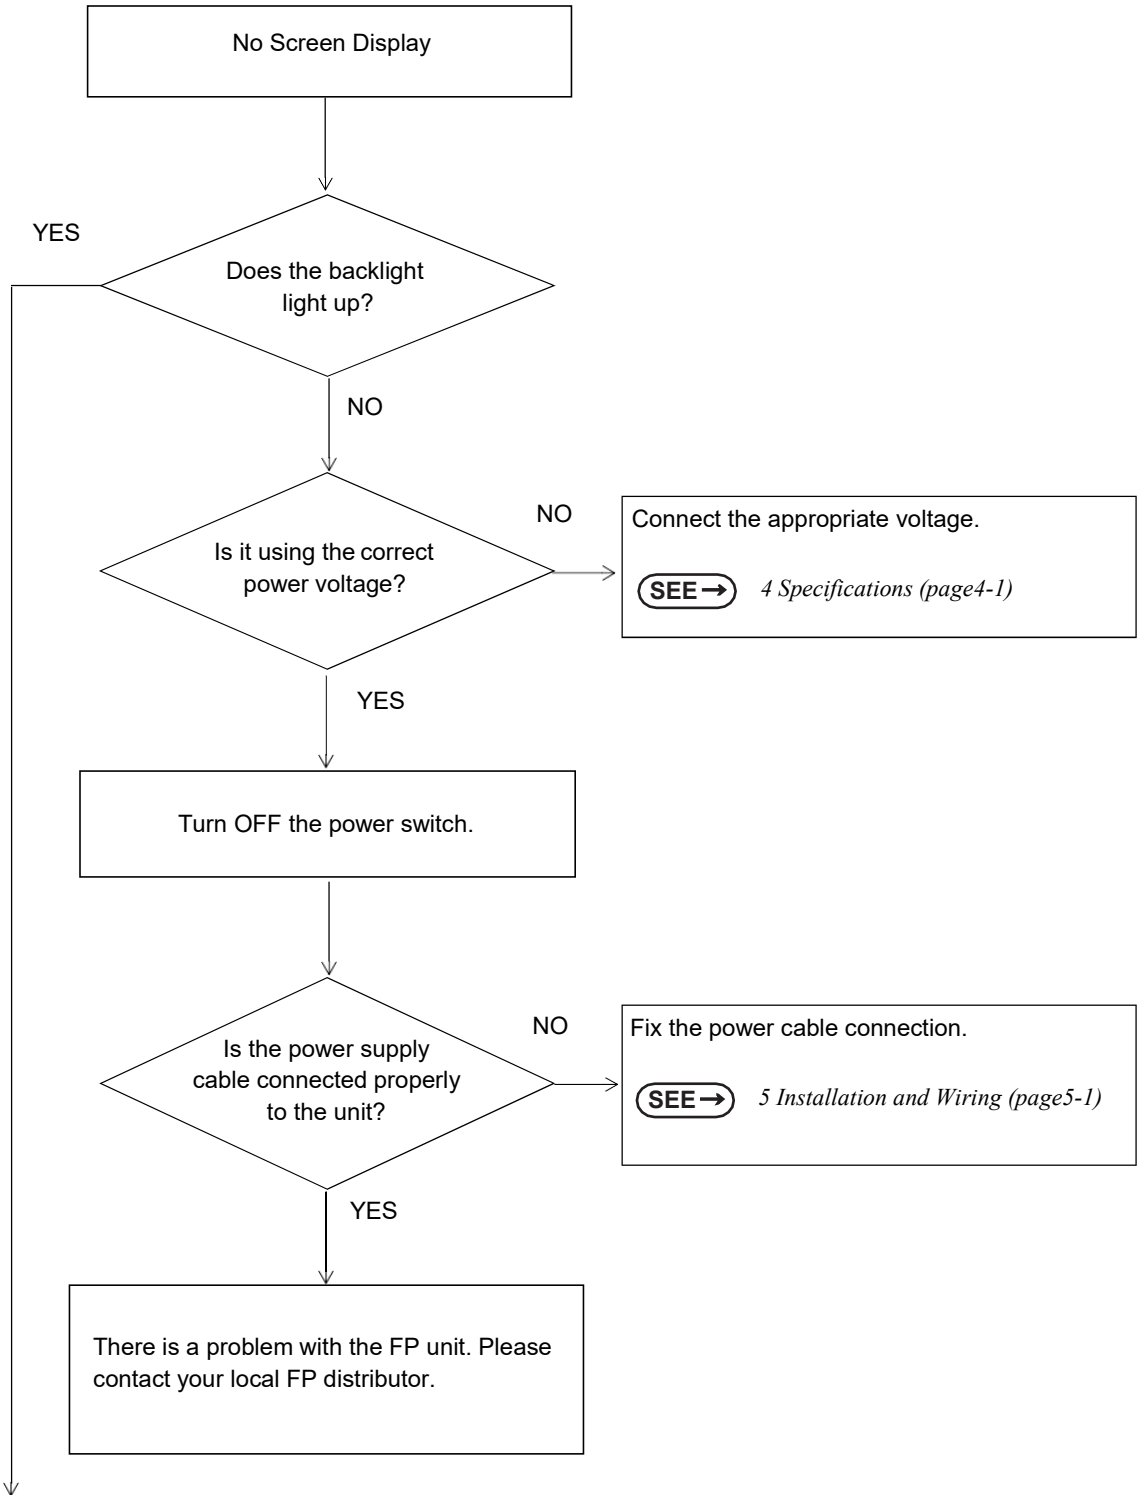 No Screen Display
YES
Does the backlight
light up?
NO
Is it using the correct
power voltage?
NO
Connect the appropriate voltage.
SEE→ 4 Specifications (page4-1)
YES
Turn OFF the power switch.
Is the power supply
cable connected properly
to the unit?
NO
Fix the power cable connection.
SEE→ 5 Installation and Wiring (page5-1)
YES
There is a problem with the FP unit. Please
contact your local FP distributor.